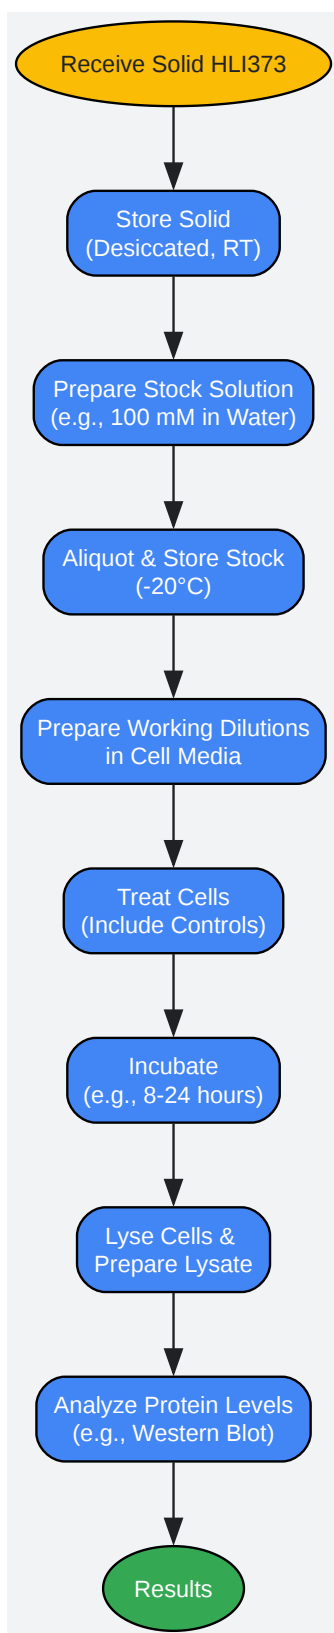 Receive Solid HLI373
Store Solid
(Desiccated, RT)
Prepare Stock Solution
(e.g., 100 mM in Water)
Aliquot & Store Stock
(-20°C)
Prepare Working Dilutions
in Cell Media
Treat Cells
(Include Controls)
Incubate
(e.g., 8-24 hours)
Lyse Cells &
Prepare Lysate
Analyze Protein Levels
(e.g., Western Blot)
Results